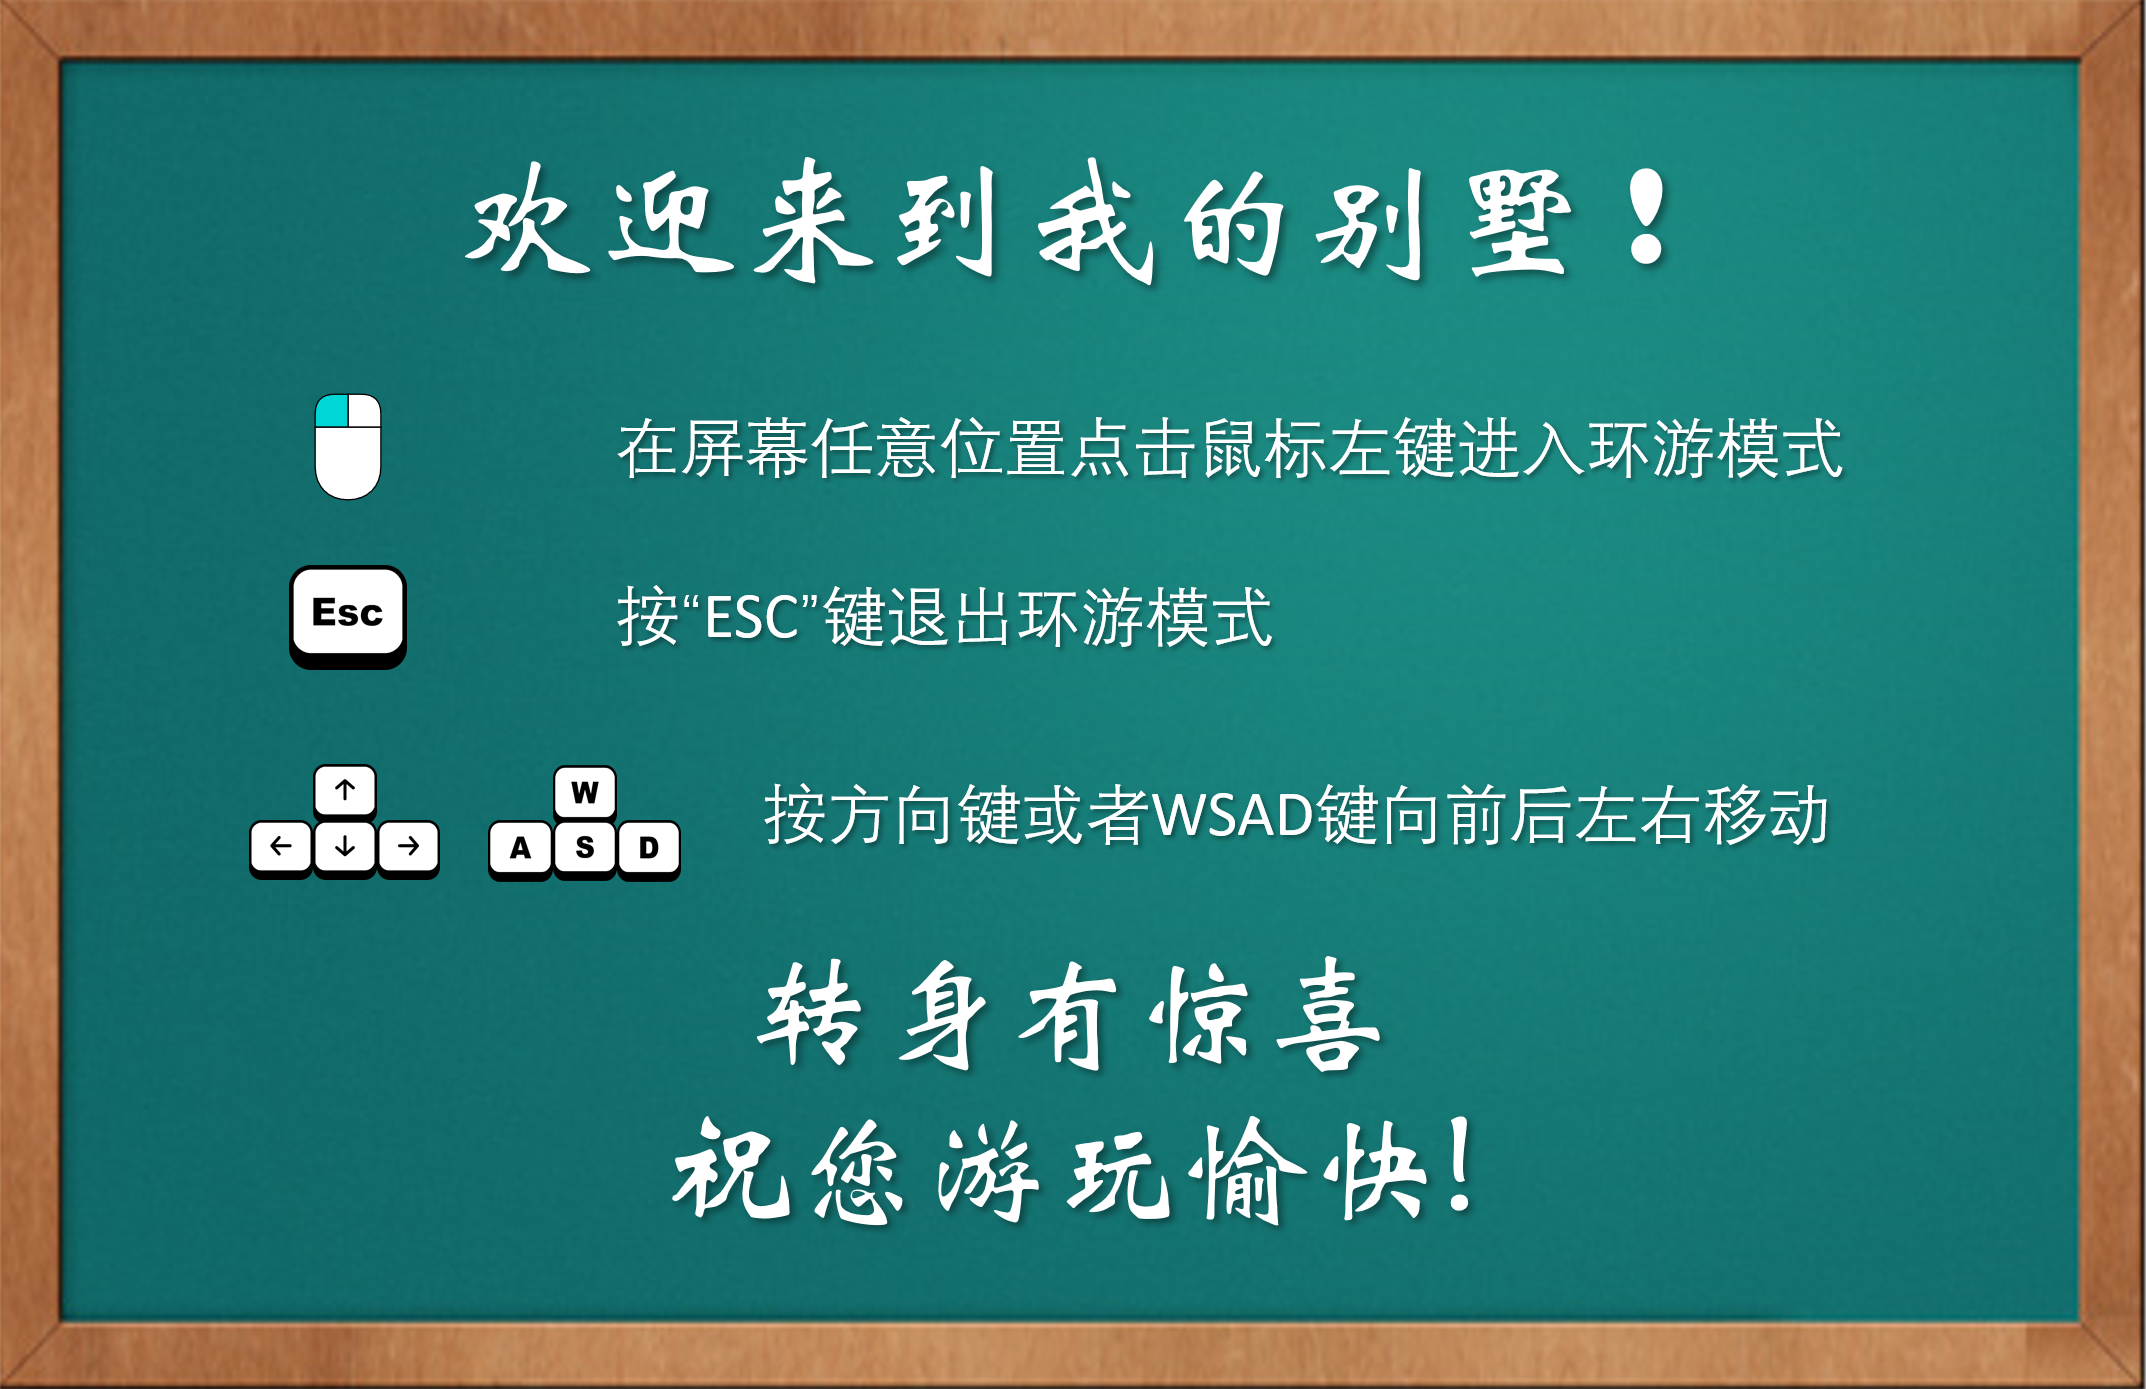 欢迎来到我的别墅！
在屏幕任意位置点击鼠标左键进入环游模式
Esc
按“ESC”键退出环游模式
↑
W
← ↓ →
A S D
按方向键或者WSAD键向前后左右移动
转身有惊喜
祝您游玩愉快!